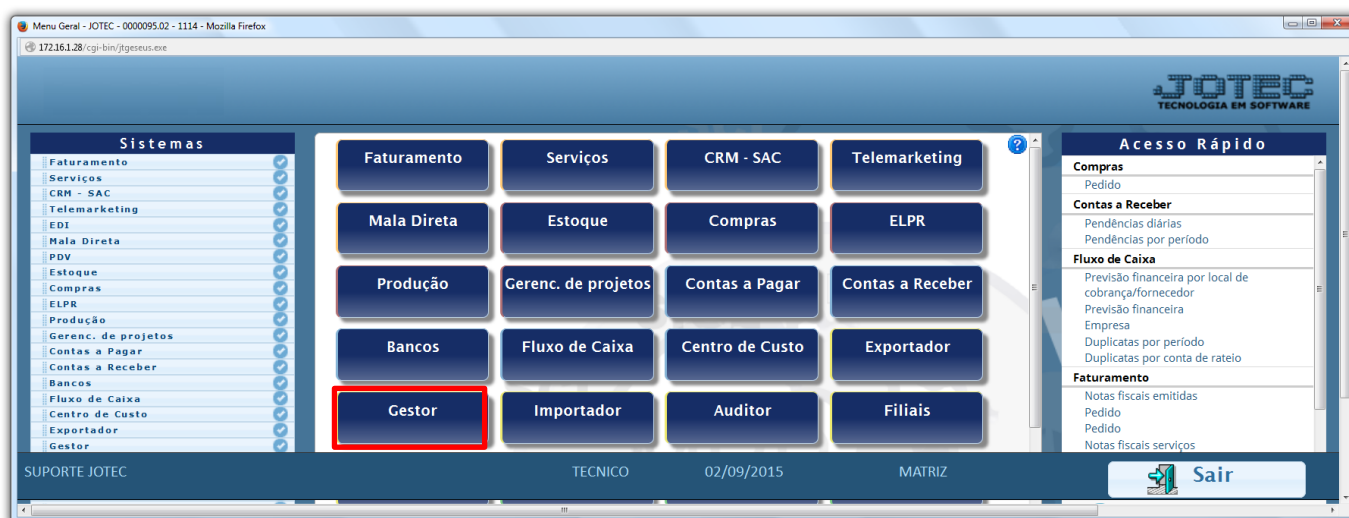 Menu Geral - JOTEC - 0000095.02 - 1114 - Mozilla Firefox
172.16.1.28/cgi-bin/jtgeseus.exe
JOTEC
TECNOLOGIA EM SOFTWARE
Sistemas
Faturamento
Serviços
CRM - SAC
Telemarketing
EDI
Mala Direta
PDV
Estoque
Compras
ELPR
Produção
Gerenc. de projetos
Contas a Pagar
Contas a Receber
Bancos
Fluxo de Caixa
Centro de Custo
Exportador
Gestor
Faturamento
Serviços
CRM - SAC
Telemarketing
Mala Direta
Estoque
Compras
ELPR
Produção
Gerenc. de projetos
Contas a Pagar
Contas a Receber
Bancos
Fluxo de Caixa
Centro de Custo
Exportador
Gestor
Importador
Auditor
Filiais
?
Acesso Rápido
Compras
Pedido
Contas a Receber
Pendências diárias
Pendências por período
Fluxo de Caixa
Previsão financeira por local de
cobrança/fornecedor
Previsão financeira
Empresa
Duplicatas por período
Duplicatas por conta de rateio
Faturamento
Notas fiscais emitidas
Pedido
Pedido
Notas fiscais serviços
SUPORTE JOTEC
TECNICO
02/09/2015
MATRIZ
Sair